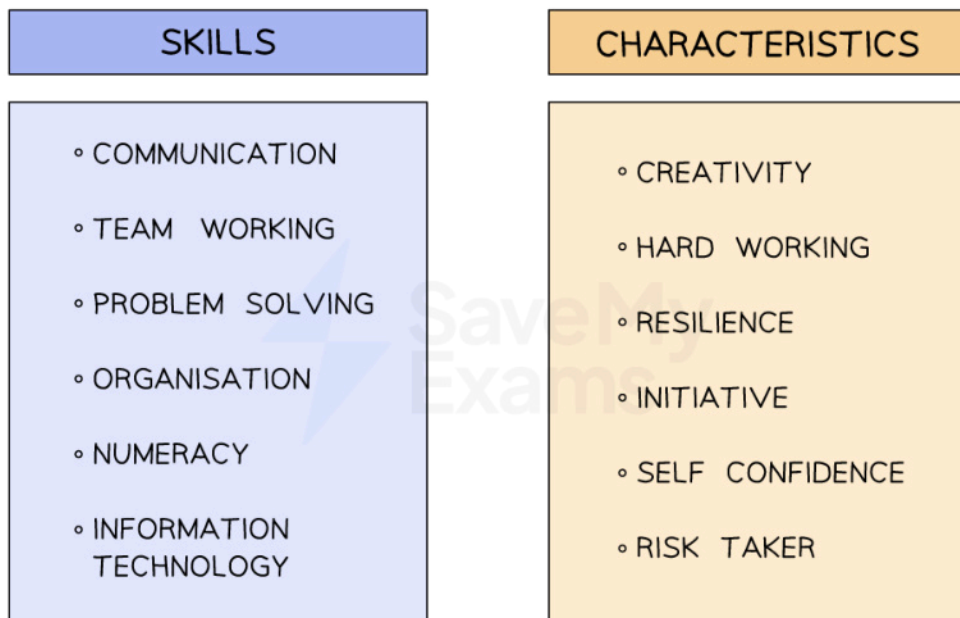 SKILLS
COMMUNICATION
TEAM WORKING
PROBLEM SOLVING
ORGANISATION
NUMERACY
INFORMATION
TECHNOLOGY
CHARACTERISTICS
CREATIVITY
HARD WORKING
RESILIENCE
INITIATIVE
SELF CONFIDENCE
RISK TAKER
SaveMy
Exams